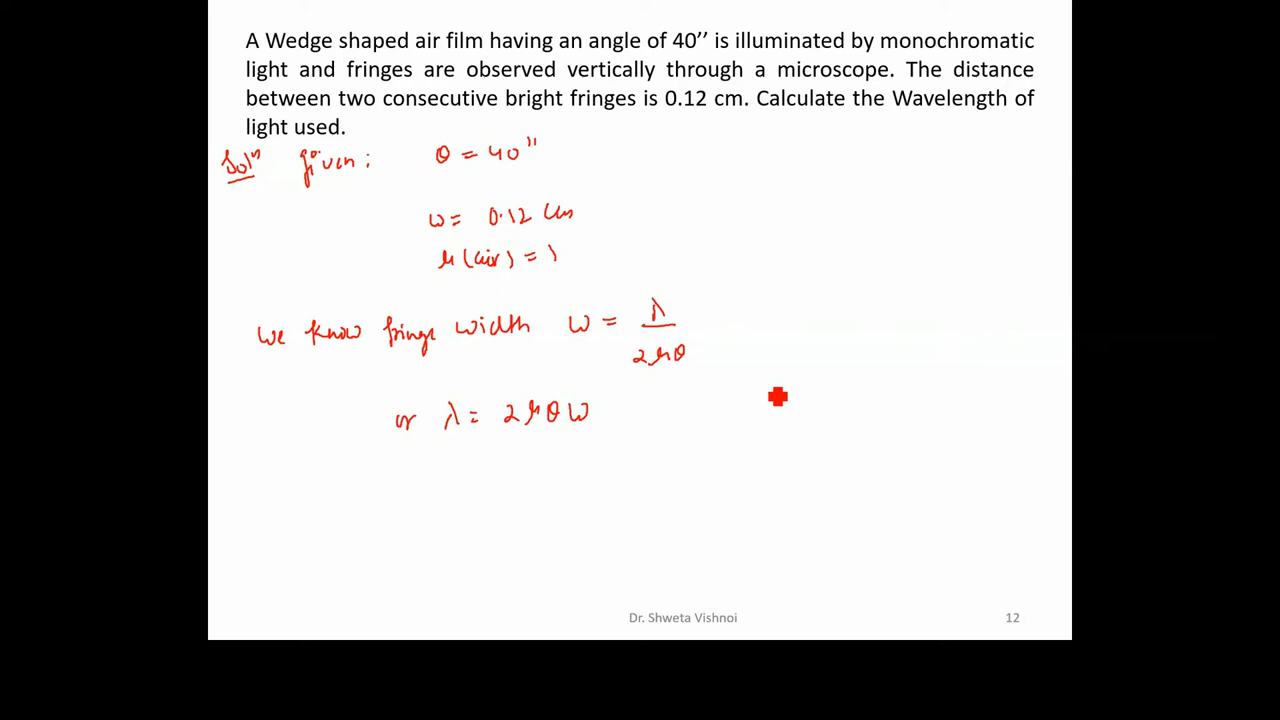 A Wedge shaped air film having an angle of 40’’ is illuminated by monochromatic
light and fringes are observed vertically through a microscope. The distance
between two consecutive bright fringes is 0.12 cm. Calculate the Wavelength of
light used.
Solⁿ given: θ = 40"
ω = 0.12 cm
μ (air) = 1
We know fringe width ω = λ / 2μθ
or λ = 2μθω
Dr. Shweta Vishnoi
12